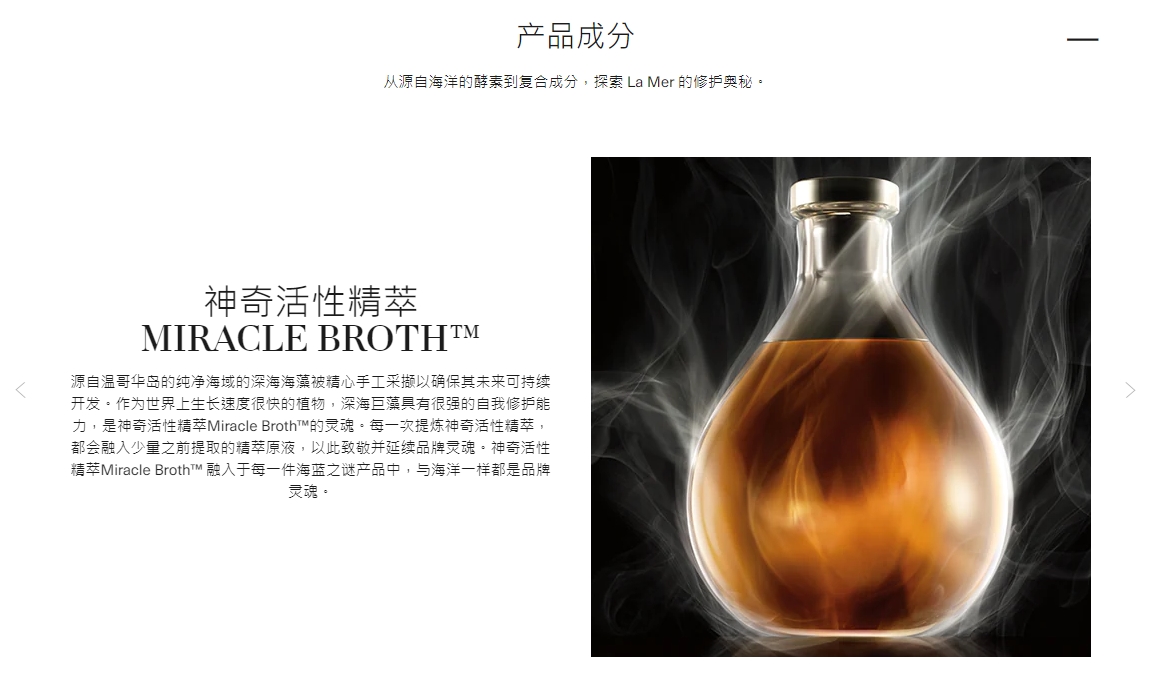 产品成分
从源自海洋的酵素到复合成分，探索 La Mer 的修护奥秘。
神奇活性精萃
MIRACLE BROTH™
源自温哥华岛的纯净海域的深海海藻被精心手工采撷以确保其未来可持续
开发。作为世界上生长速度很快的植物，深海巨藻具有很强的自我修护能
力，是神奇活性精萃Miracle Broth™的灵魂。每一次提炼神奇活性精萃，
都会融入少量之前提取的精萃原液，以此致敬并延续品牌灵魂。神奇活性
精萃Miracle Broth™ 融入于每一件海蓝之谜产品中，与海洋一样都是品牌
灵魂。